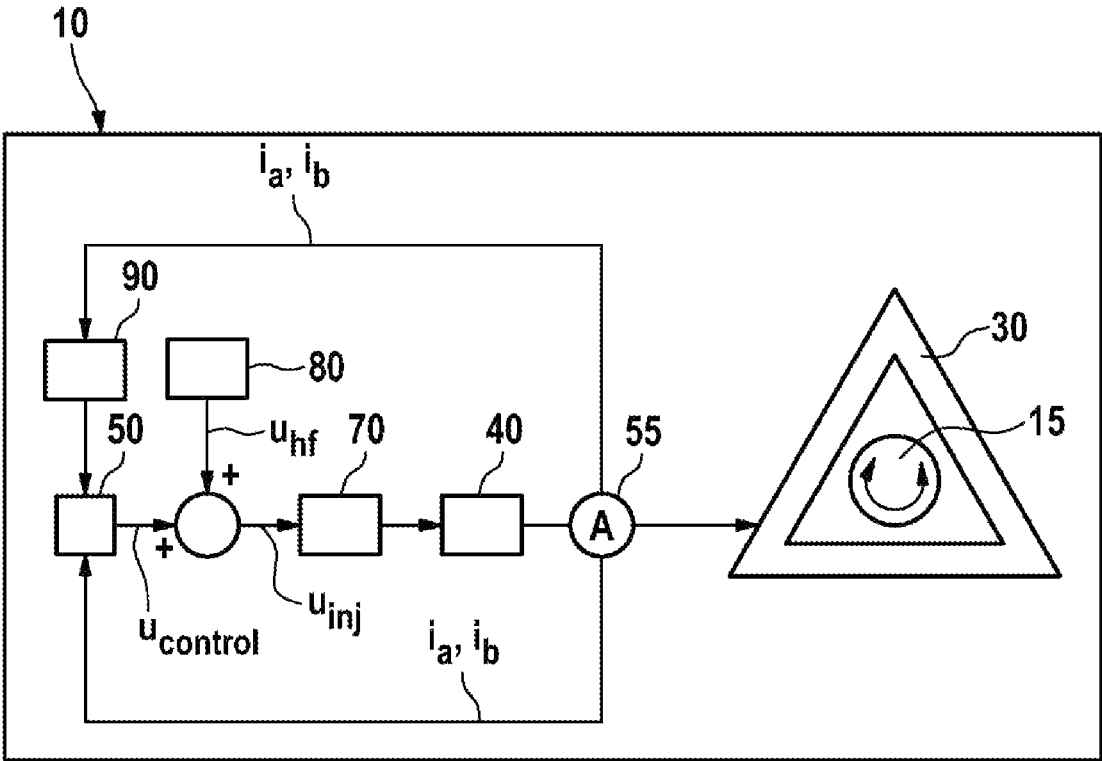 10
i_a, i_b
90
80
30
50
u_hf
70
40
55
15
+
A
+
u_inj
u_control
i_a, i_b